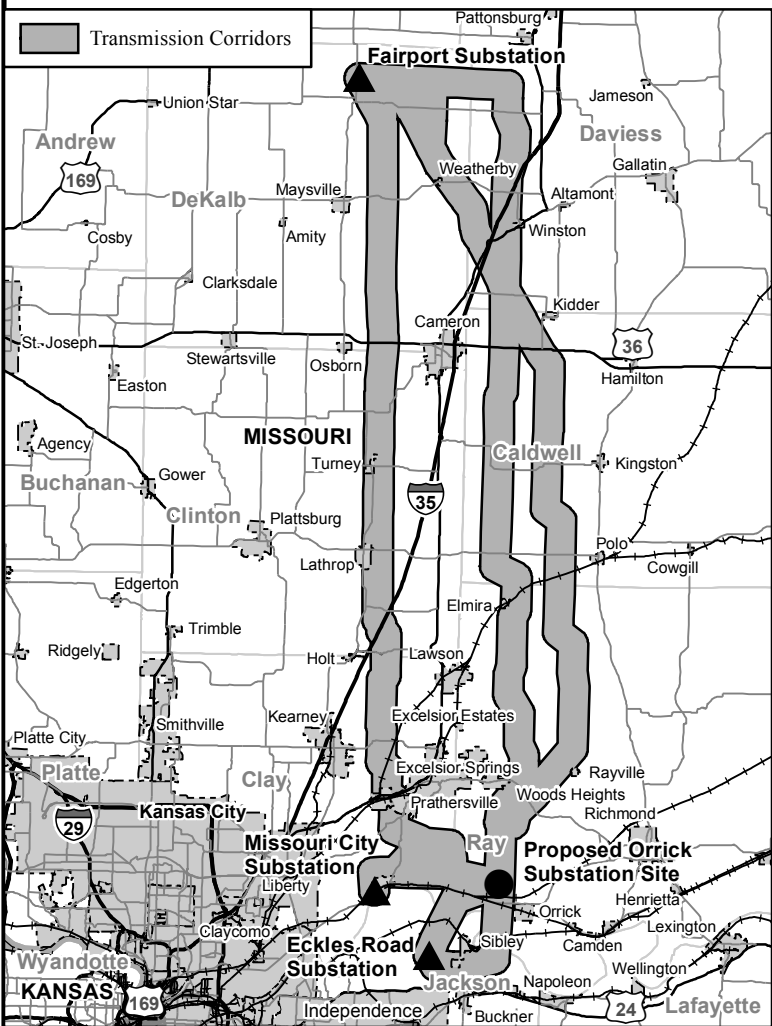 Pattonsburg
Transmission Corridors
Fairport Substation
Jameson
Union Star
Andrew
Daviess
169
Weatherby
Gallatin
DeKalb
Maysville
Altamont
Cosby
Amity
Winston
Clarksdale
Kidder
Cameron
St. Joseph
36
Stewartsville
Osborn
Hamilton
Easton
MISSOURI
Agency
Caldwell
Turney
Kingston
Buchanan
Gower
35
Clinton
Plattsburg
Lathrop
Polo
Cowgill
Edgerton
Elmira
Trimble
Ridgely
Holt
Lawson
Kearney
Excelsior Estates
Smithville
Platte City
Platte
Clay
Excelsior Springs
Rayville
Woods Heights
Prathersville
Kansas City
Richmond
29
Missouri City
Substation
Ray
Proposed Orrick
Substation Site
Liberty
Henrietta
Orrick
Lexington
Claycomo
Camden
Eckles Road
Substation
Sibley
Wyandotte
Wellington
KANSAS
169
Jackson
Napoleon
24
Lafayette
Independence
Buckner